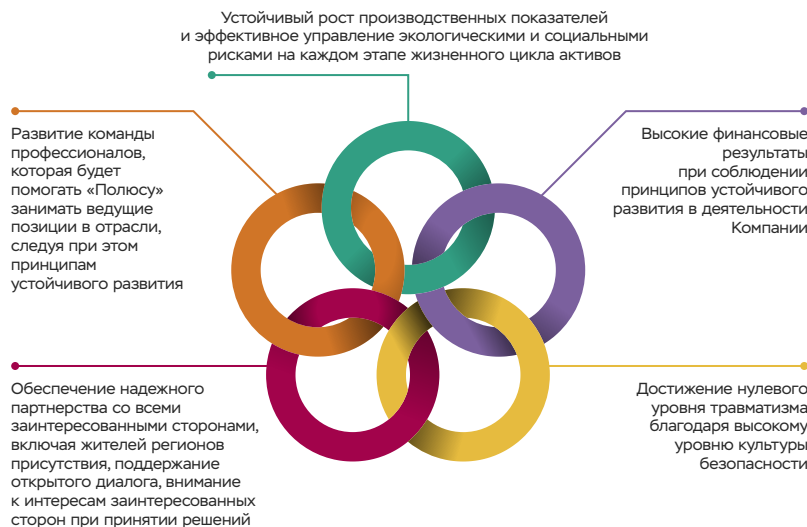 Устойчивый рост производственных показателей
и эффективное управление экологическими и социальными
рисками на каждом этапе жизненного цикла активов
Развитие команды
профессионалов,
которая будет
помогать «Полюсу»
занимать ведущие
позиции в отрасли,
следуя при этом
принципам
устойчивого развития
Высокие финансовые
результаты
при соблюдении
принципов устойчивого
развития в деятельности
Компании
Обеспечение надежного
партнерства со всеми
заинтересованными сторонами,
включая жителей регионов
присутствия, поддержание
открытого диалога, внимание
к интересам заинтересованных
сторон при принятии решений
Достижение нулевого
уровня травматизма
благодаря высокому
уровню культуры
безопасности